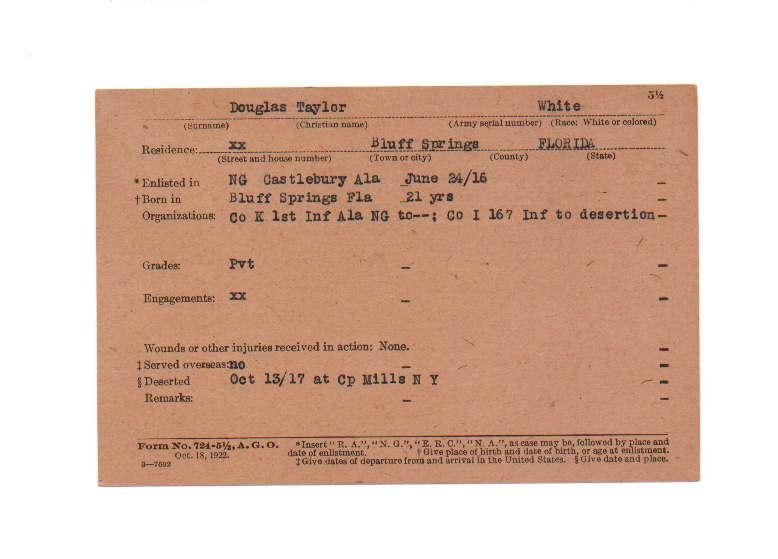 5½
Douglas Taylor White
(Surname) (Christian name) (Army serial number) (Race: White or colored)
Residence: xx Bluff Springs FLORIDA
(Street and house number) (Town or city) (County) (State)
*Enlisted in NG Castlebury Ala June 24/16 —
†Born in Bluff Springs Fla 21 yrs —
Organizations: Co K 1st Inf Ala NG to--; Co I 167 Inf to desertion—
Grades: Pvt — —
Engagements: xx — —
Wounds or other injuries received in action: None. —
‡Served overseas: no — —
§Deserted Oct 13/17 at Cp Mills N Y —
Remarks: — —
Form No. 724-5½, A. G. O. *Insert "R. A.", "N. G.", "E. R. C.", "N. A.", as case may be, followed by place and
Oct. 18, 1922. date of enlistment. †Give place of birth and date of birth, or age at enlistment.
3—7592 ‡Give dates of departure from and arrival in the United States. §Give date and place.